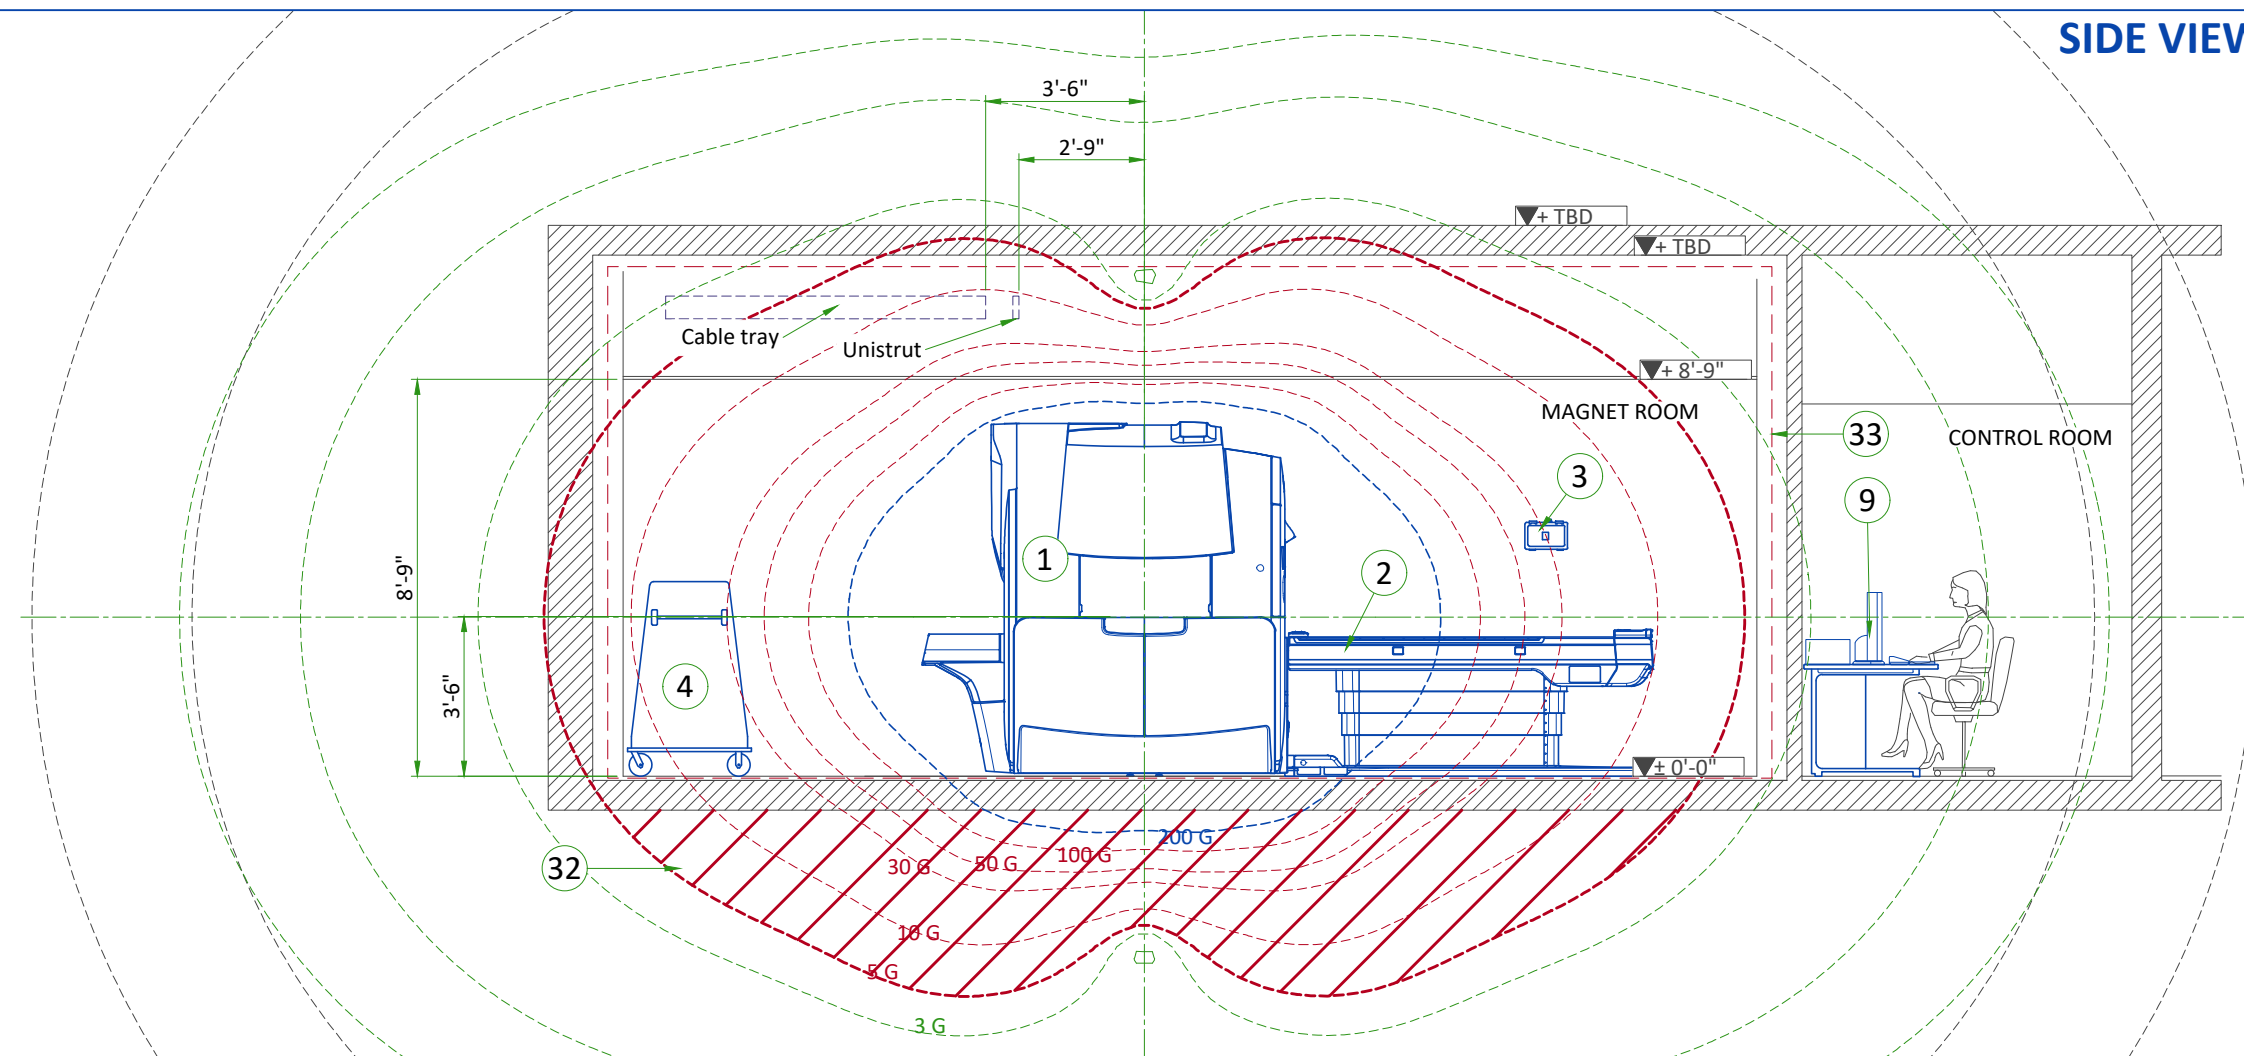 SIDE VIEW
3'-6"
2'-9"
+ TBD
+ TBD
Cable tray
Unistrut
+ 8'-9"
MAGNET ROOM
33
CONTROL ROOM
3
9
1
2
8'-9"
3'-6"
4
± 0'-0"
200 G
100 G
50 G
30 G
32
10 G
5 G
3 G